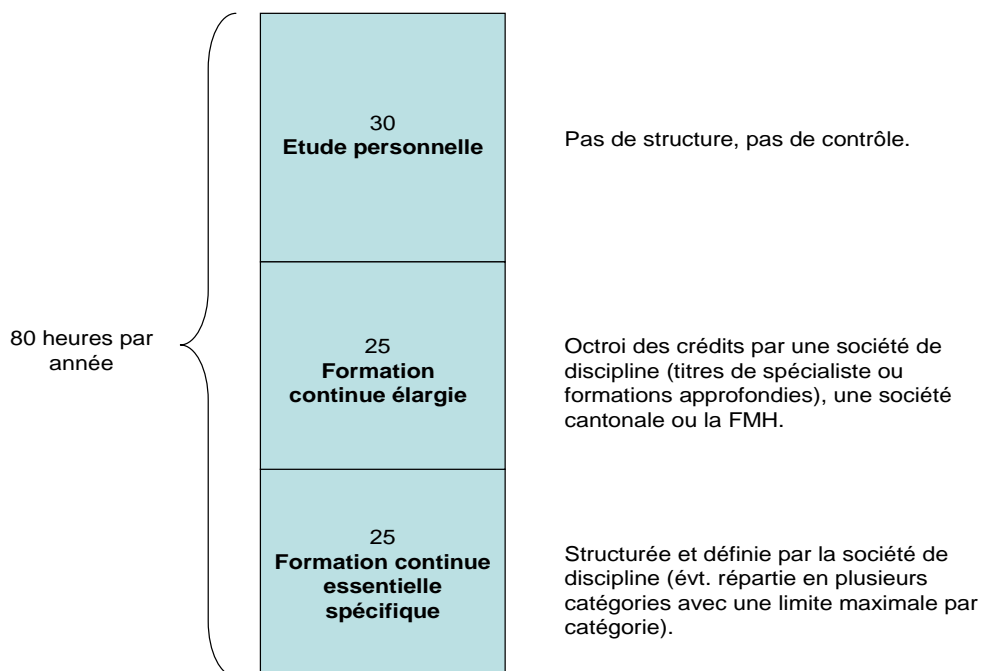 30
Etude personnelle
Pas de structure, pas de contrôle.
80 heures par
année
25
Formation
continue élargie
Octroi des crédits par une société de
discipline (titres de spécialiste ou
formations approfondies), une société
cantonale ou la FMH.
25
Formation continue
essentielle
spécifique
Structurée et définie par la société de
discipline (évt. répartie en plusieurs
catégories avec une limite maximale par
catégorie).